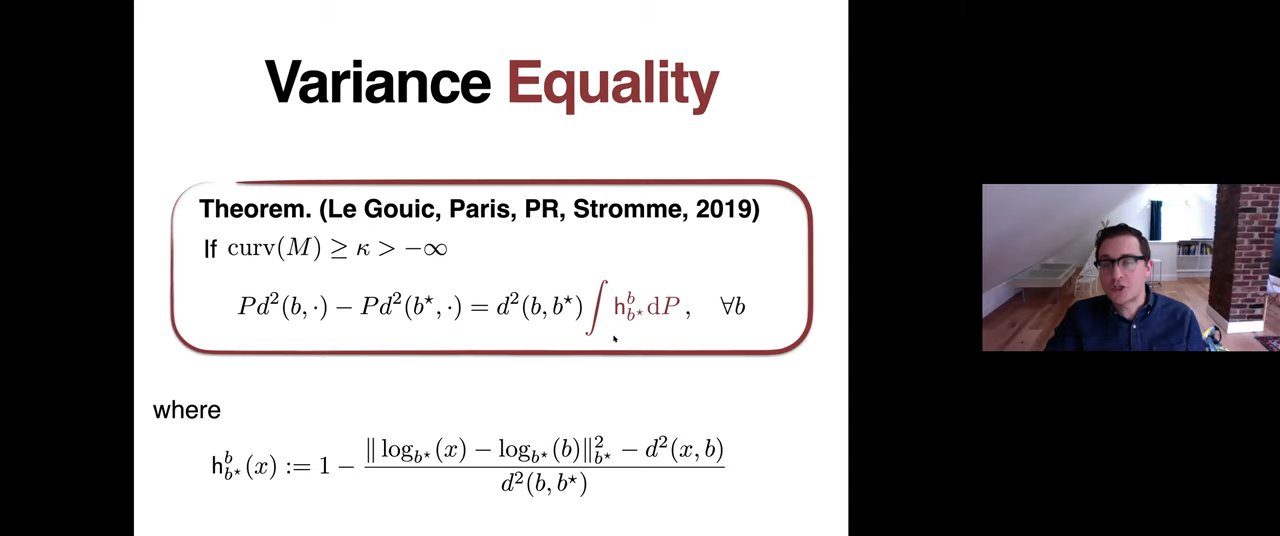 Variance Equality
Theorem. (Le Gouic, Paris, PR, Stromme, 2019)
If curv(M) ≥ κ > −∞
Pd²(b, ·) − Pd²(b⋆, ·) = d²(b, b⋆) ∫ h^b_{b⋆} dP , ∀b
where
h^b_{b⋆}(x) := 1 − (‖ log_{b⋆}(x) − log_{b⋆}(b)‖²_{b⋆} − d²(x, b)) / d²(b, b⋆)